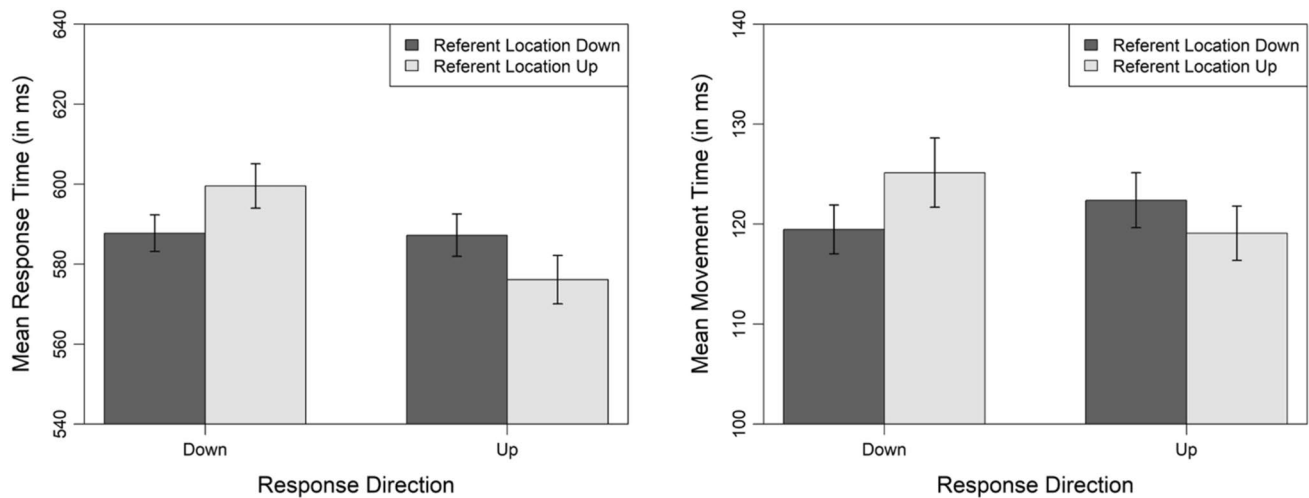 Mean Response Time (in ms)
640
620
600
580
560
540
Referent Location Down
Referent Location Up
Down
Up
Response Direction
Mean Movement Time (in ms)
140
130
120
110
100
Referent Location Down
Referent Location Up
Down
Up
Response Direction